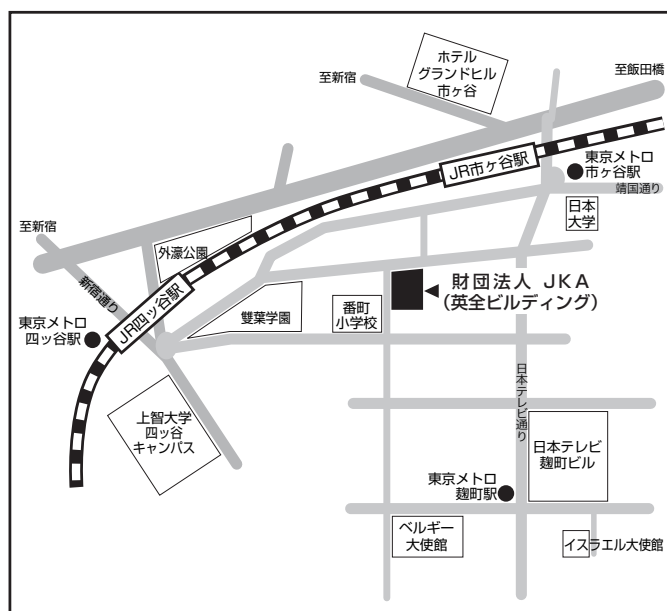 ホテル
グランドヒル
市ヶ谷
至新宿
至飯田橋
JR市ヶ谷駅
東京メトロ
市ヶ谷駅
靖国通り
日本
大学
至新宿
外濠公園
新宿通り
JR四ッ谷駅
東京メトロ
四ッ谷駅
雙葉学園
番町
小学校
財団法人 JKA
(英全ビルディング)
上智大学
四ッ谷
キャンパス
日本テレビ通り
日本テレビ
麹町ビル
東京メトロ
麹町駅
ベルギー
大使館
イスラエル大使館